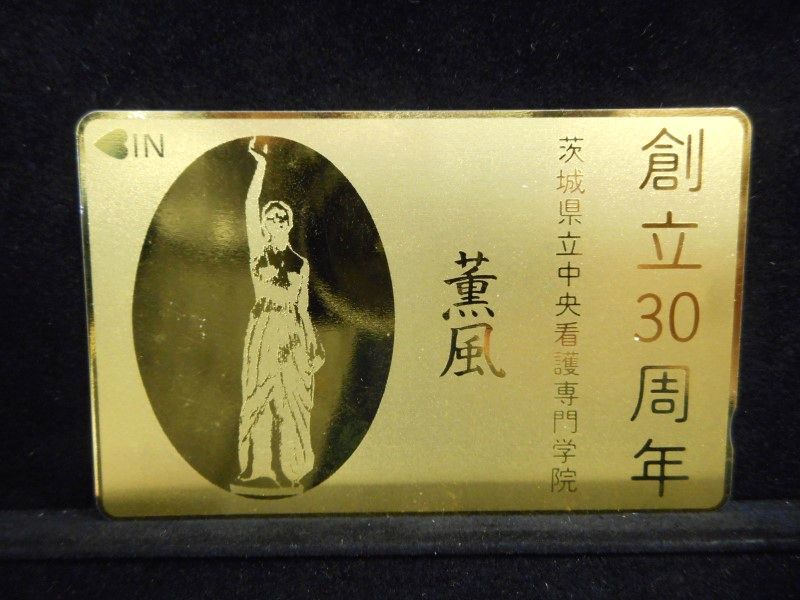 創立30周年
茨城県立中央看護専門学院
薫風
IN